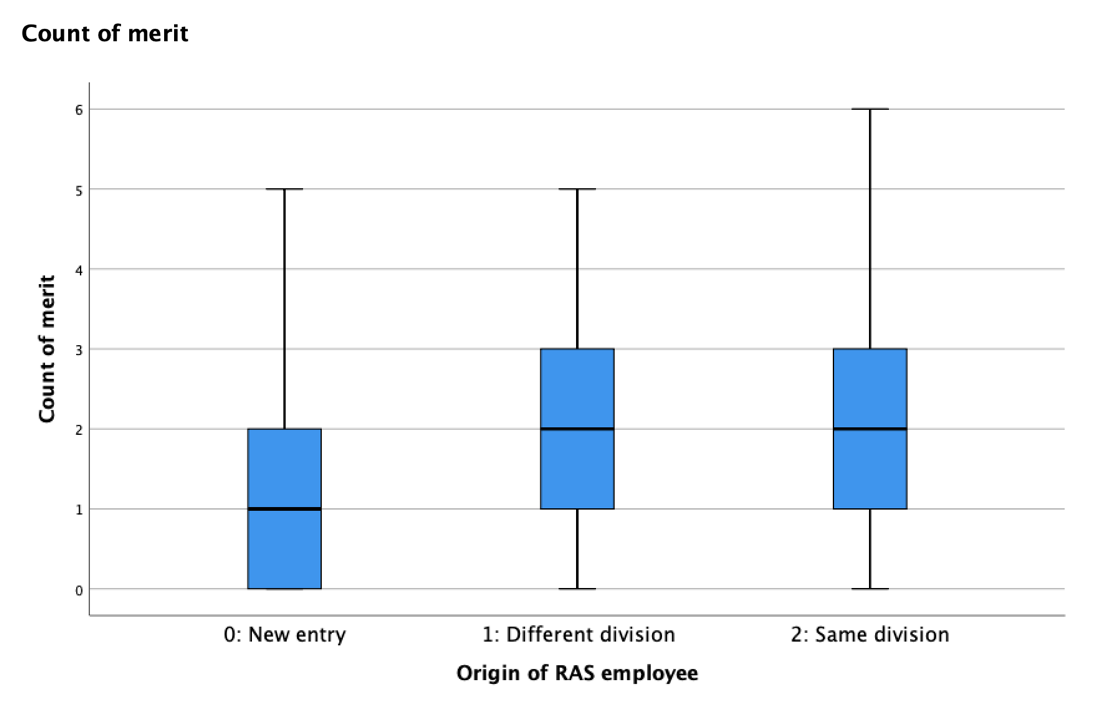 Count of merit
Count of merit
6
5
4
3
2
1
0
0: New entry
1: Different division
2: Same division
Origin of RAS employee